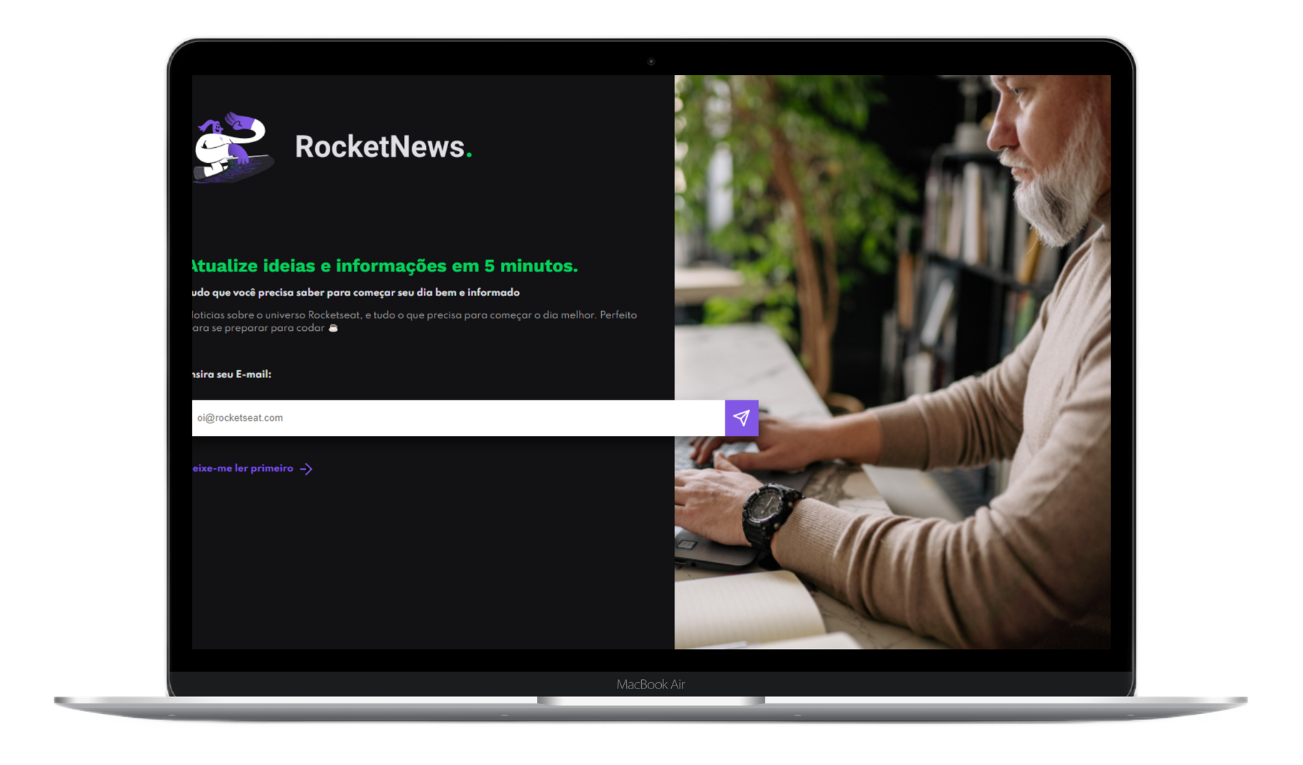 RocketNews.
Atualize ideias e informações em 5 minutos.
udo que você precisa saber para começar seu dia bem e informado
loticias sobre o universo Rocketseat, e tudo o que precisa para começar o dia melhor. Perfeito
ara se preparar para codar ☕
nsira seu E-mail:
oi@rocketseat.com
eixe-me ler primeiro
MacBook Air